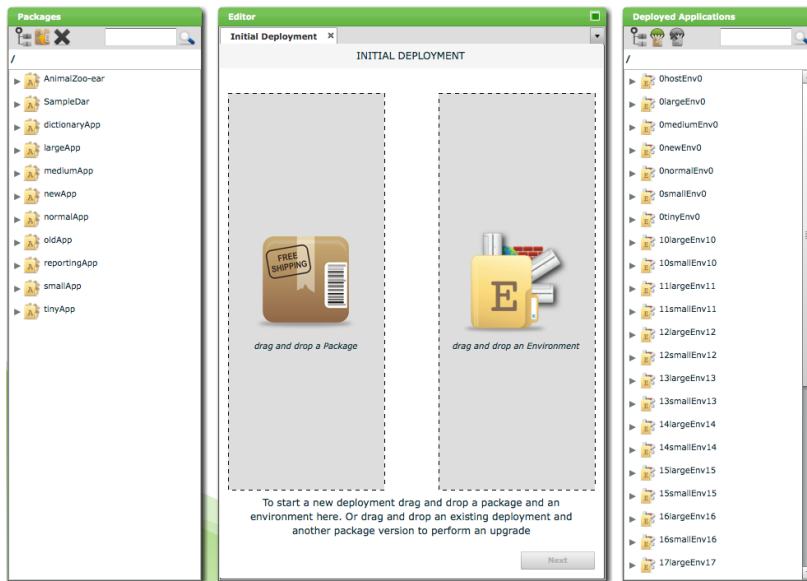 Packages
/
AnimalZoo-ear
SampleDar
dictionaryApp
largeApp
mediumApp
newApp
normalApp
oldApp
reportingApp
smallApp
tinyApp
Editor
Initial Deployment
INITIAL DEPLOYMENT
FREE
SHIPPING
drag and drop a Package
E
drag and drop an Environment
To start a new deployment drag and drop a package and an
environment here. Or drag and drop an existing deployment and
another package version to perform an upgrade
Next
Deployed Applications
/
0hostEnv0
0largeEnv0
0mediumEnv0
0newEnv0
0normalEnv0
0smallEnv0
0tinyEnv0
10largeEnv10
10smallEnv10
11largeEnv11
11smallEnv11
12largeEnv12
12smallEnv12
13largeEnv13
13smallEnv13
14largeEnv14
14smallEnv14
15largeEnv15
15smallEnv15
16largeEnv16
16smallEnv16
17largeEnv17